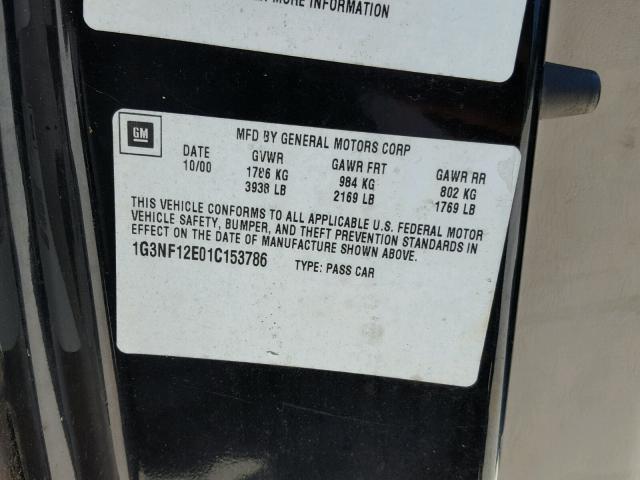 MORE INFORMATION
GM
MFD BY GENERAL MOTORS CORP
DATE GVWR GAWR FRT GAWR RR
10/00 1786 KG 984 KG 802 KG
3938 LB 2169 LB 1769 LB
THIS VEHICLE CONFORMS TO ALL APPLICABLE U.S. FEDERAL MOTOR
VEHICLE SAFETY, BUMPER, AND THEFT PREVENTION STANDARDS IN
EFFECT ON THE DATE OF MANUFACTURE SHOWN ABOVE.
1G3NF12E01C153786 TYPE: PASS CAR